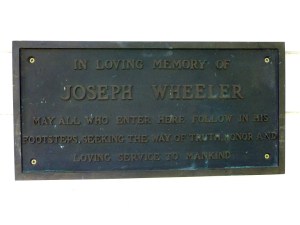 IN LOVING MEMORY OF
JOSEPH WHEELER
MAY ALL WHO ENTER HERE FOLLOW IN HIS
FOOTSTEPS, SEEKING THE WAY OF TRUTH, HONOR AND
LOVING SERVICE TO MANKIND